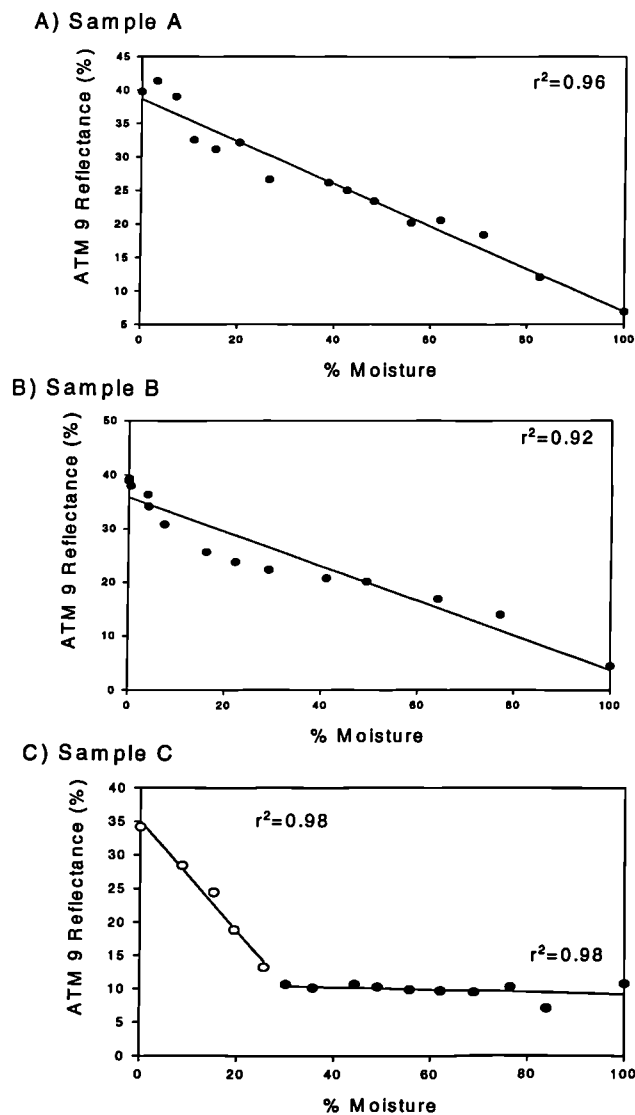 A) Sample A
ATM 9 Reflectance (%)
45
40
35
30
25
20
15
10
5
r²=0.96
0 20 40 60 80 100
% Moisture
B) Sample B
ATM 9 Reflectance (%)
50
40
30
20
10
0
r²=0.92
0 20 40 60 80 100
% Moisture
C) Sample C
ATM 9 Reflectance (%)
40
35
30
25
20
15
10
5
0
r²=0.98
r²=0.98
0 20 40 60 80 100
% Moisture